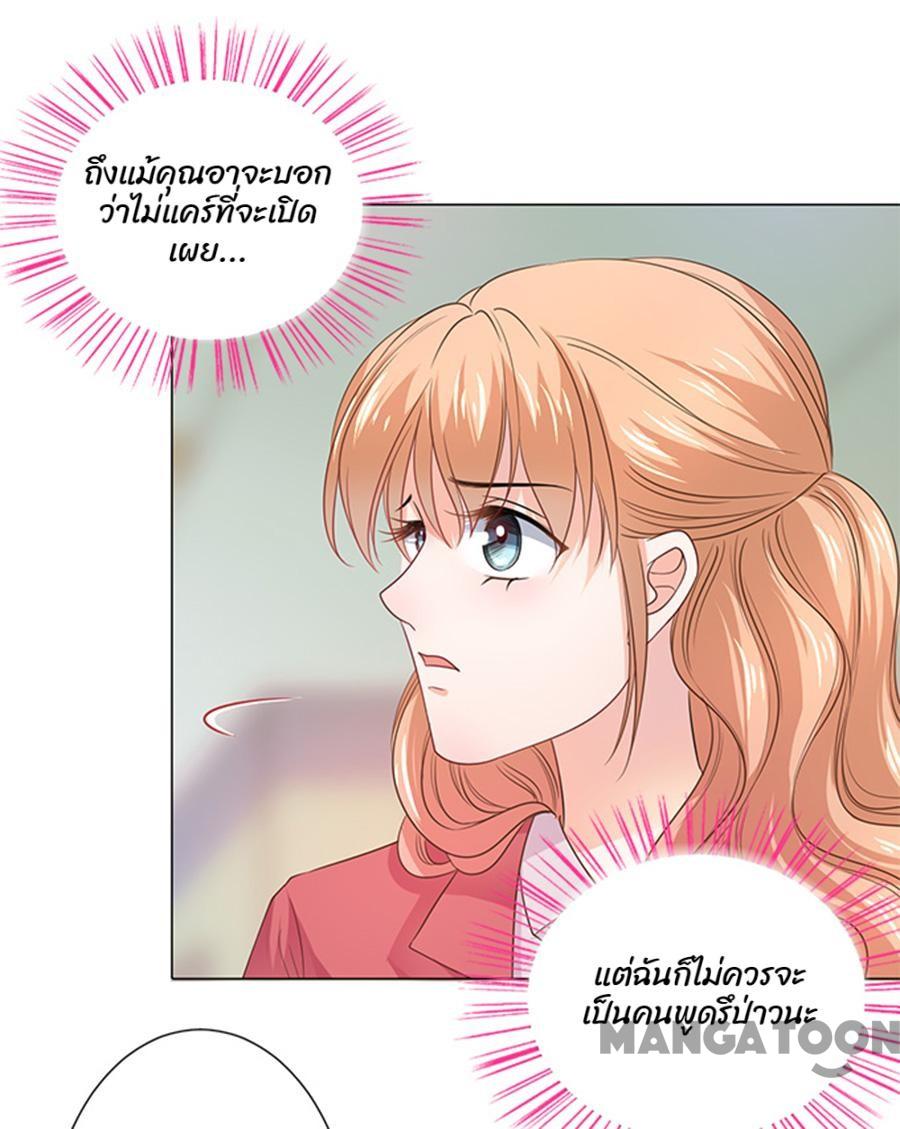 ถึงแม้คุณอาจะบอก
ว่าไม่แคร์ที่จะเปิด
เผย...
แต่ฉันก็ไม่ควรจะ
เป็นคนพูดรึป่าวนะ
MANGATOON